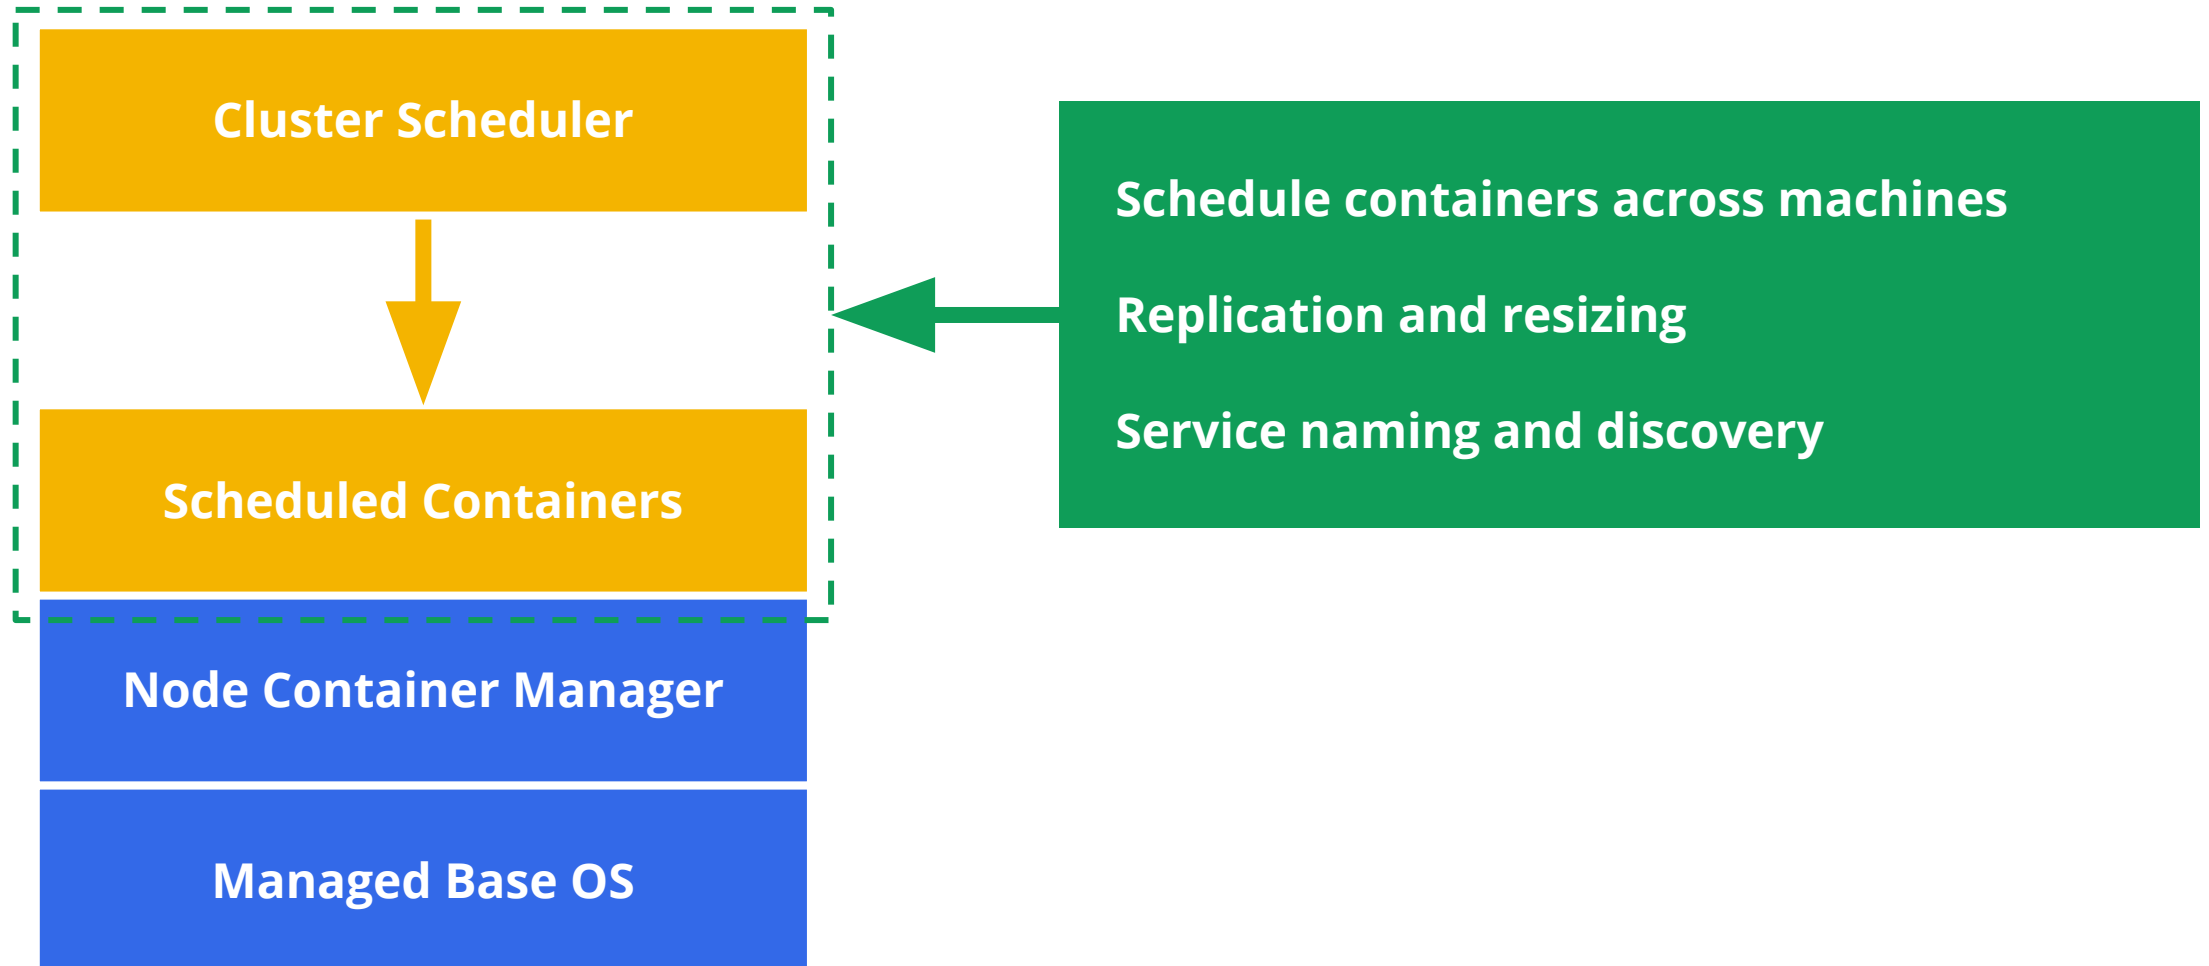 Cluster Scheduler
Scheduled Containers
Node Container Manager
Managed Base OS
Schedule containers across machines
Replication and resizing
Service naming and discovery